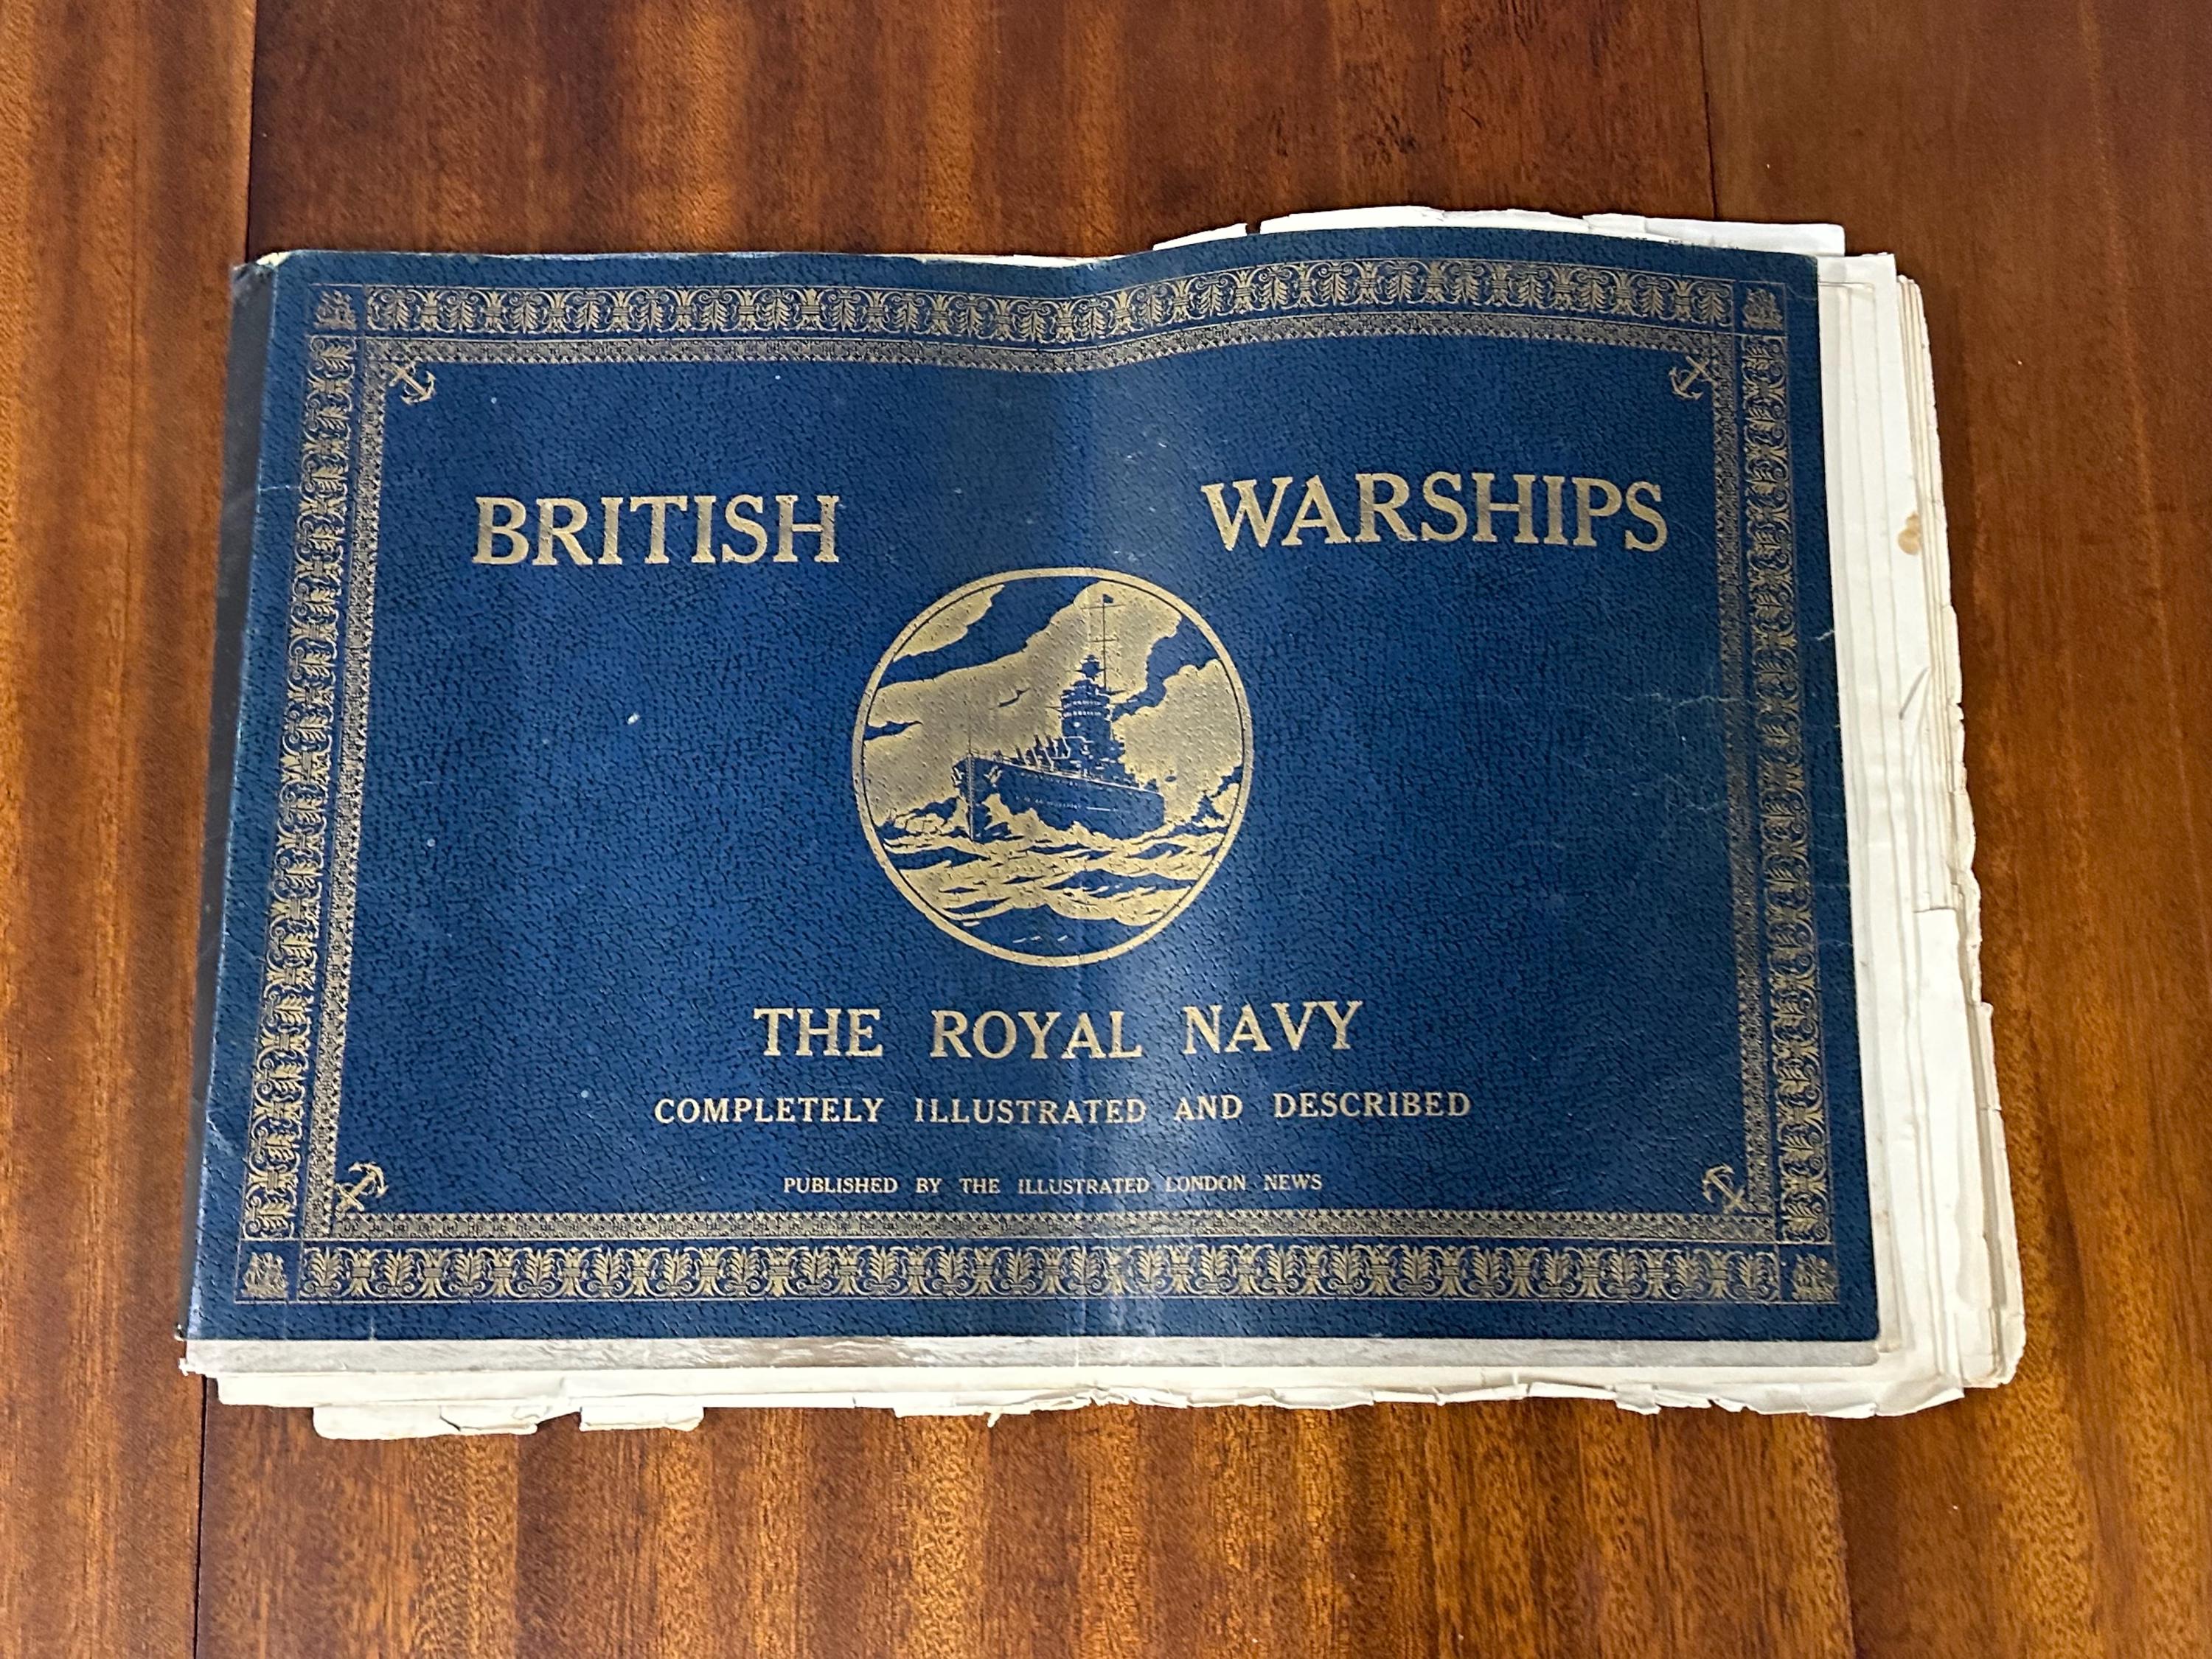 BRITISH WARSHIPS
THE ROYAL NAVY
COMPLETELY ILLUSTRATED AND DESCRIBED
PUBLISHED BY THE ILLUSTRATED LONDON NEWS